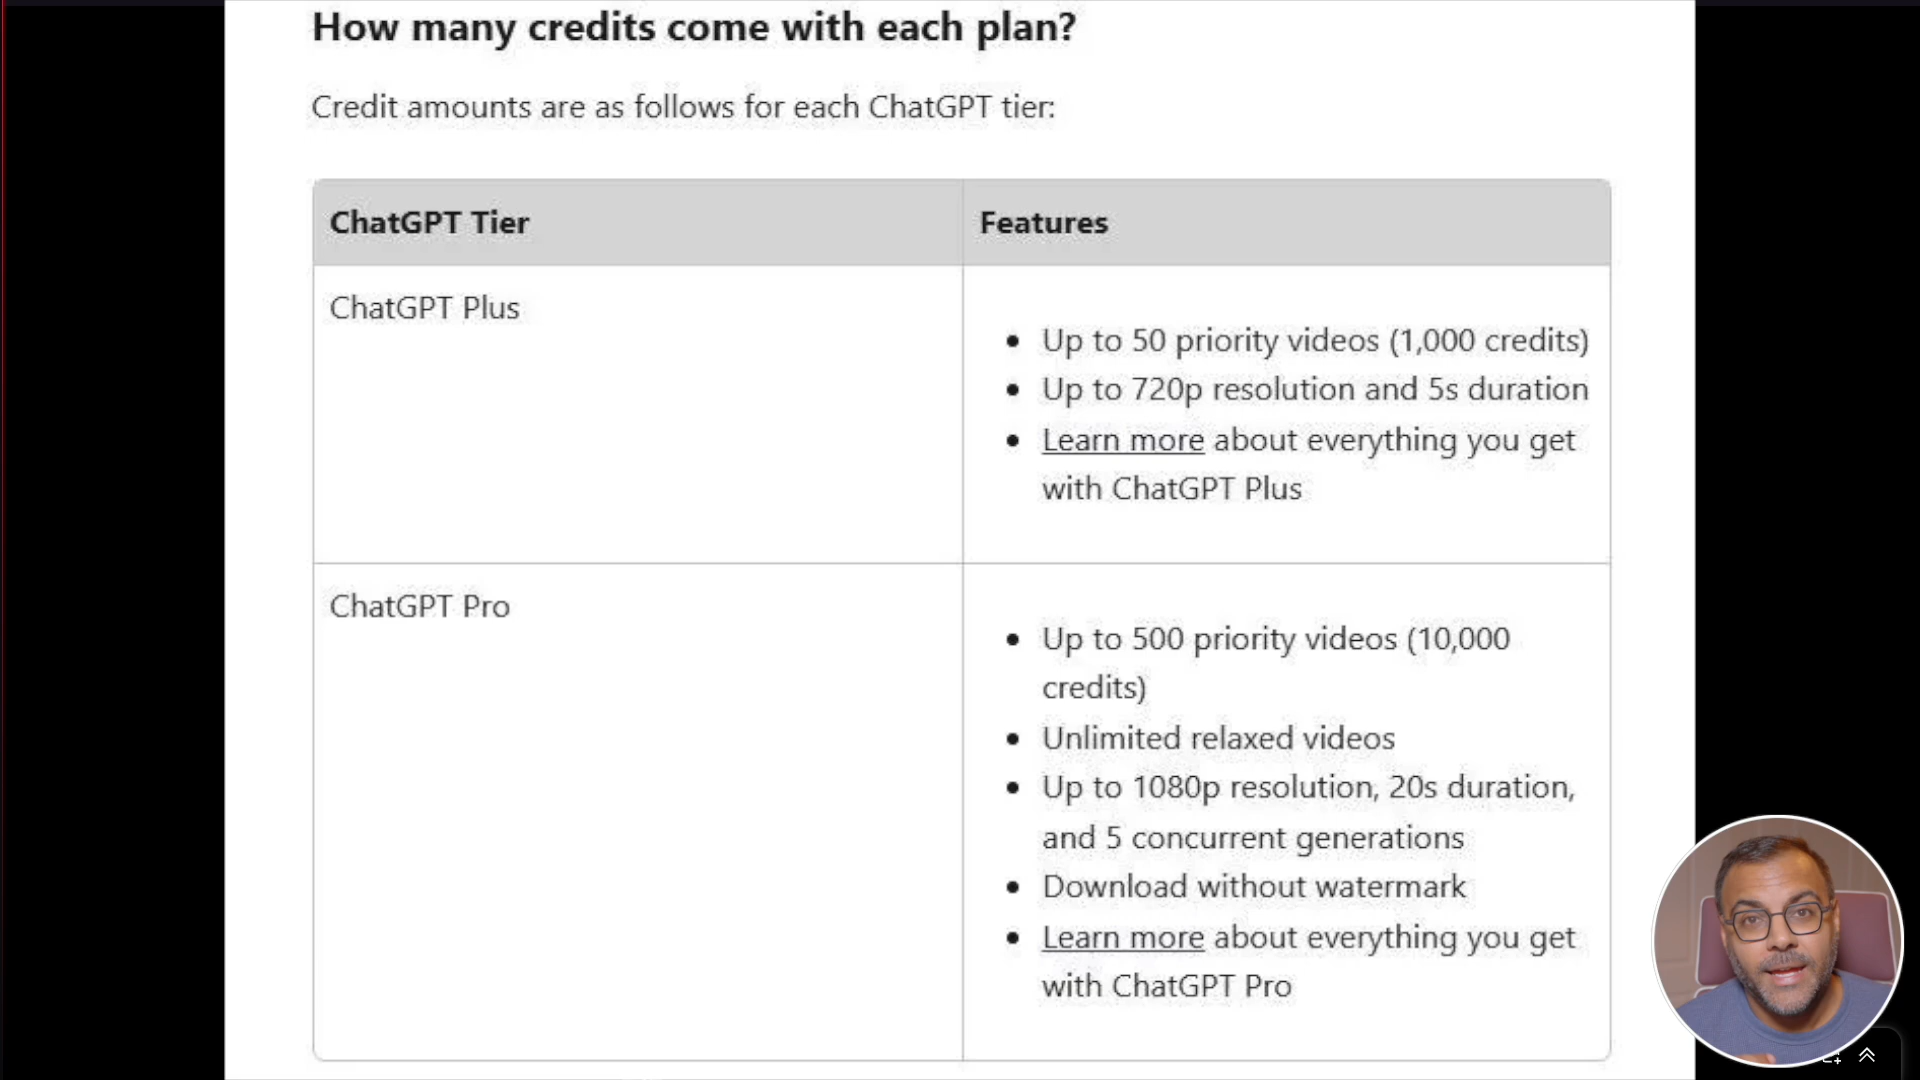 How many credits come with each plan?
Credit amounts are as follows for each ChatGPT tier:
ChatGPT Tier
Features
ChatGPT Plus
Up to 50 priority videos (1,000 credits)
Up to 720p resolution and 5s duration
Learn more about everything you get
with ChatGPT Plus
ChatGPT Pro
Up to 500 priority videos (10,000
credits)
Unlimited relaxed videos
Up to 1080p resolution, 20s duration,
and 5 concurrent generations
Download without watermark
Learn more about everything you get
with ChatGPT Pro